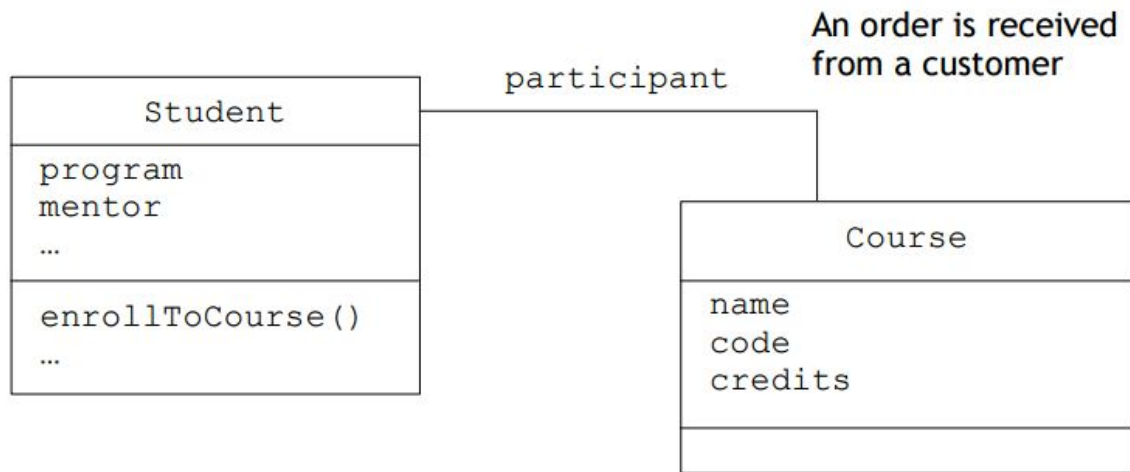 An order is received
from a customer
participant
Student
program
mentor
…
enrollToCourse()
…
Course
name
code
credits